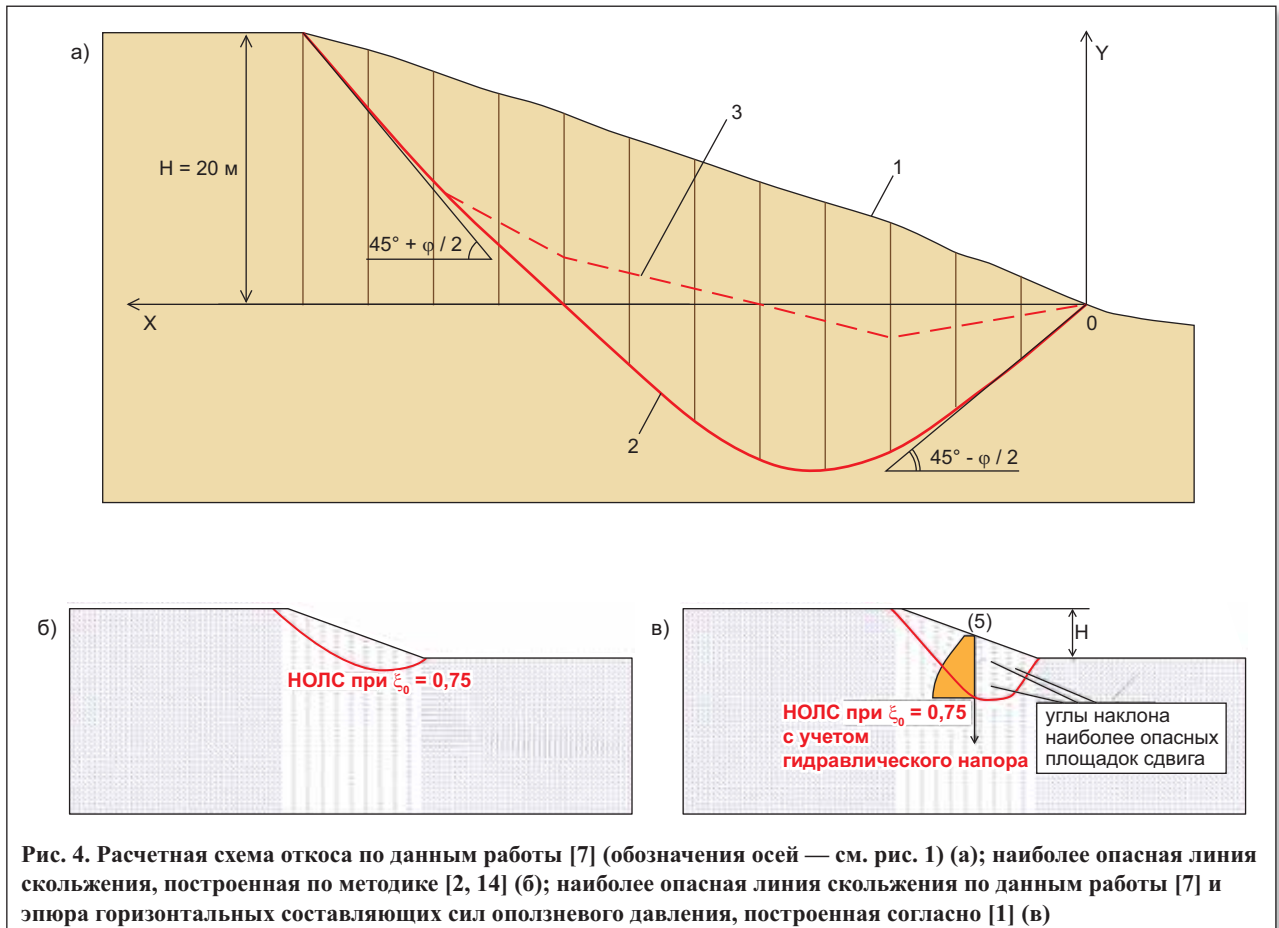 а)
Y
3
H = 20 м
1
45° + φ / 2
X
0
2
45° - φ / 2
б)
НОЛС при ξ₀ = 0,75
в)
(5)
H
НОЛС при ξ₀ = 0,75
с учетом
гидравлического напора
углы наклона
наиболее опасных
площадок сдвига
Рис. 4. Расчетная схема откоса по данным работы [7] (обозначения осей — см. рис. 1) (а); наиболее опасная линия
скольжения, построенная по методике [2, 14] (б); наиболее опасная линия скольжения по данным работы [7] и
эпюра горизонтальных составляющих сил оползневого давления, построенная согласно [1] (в)